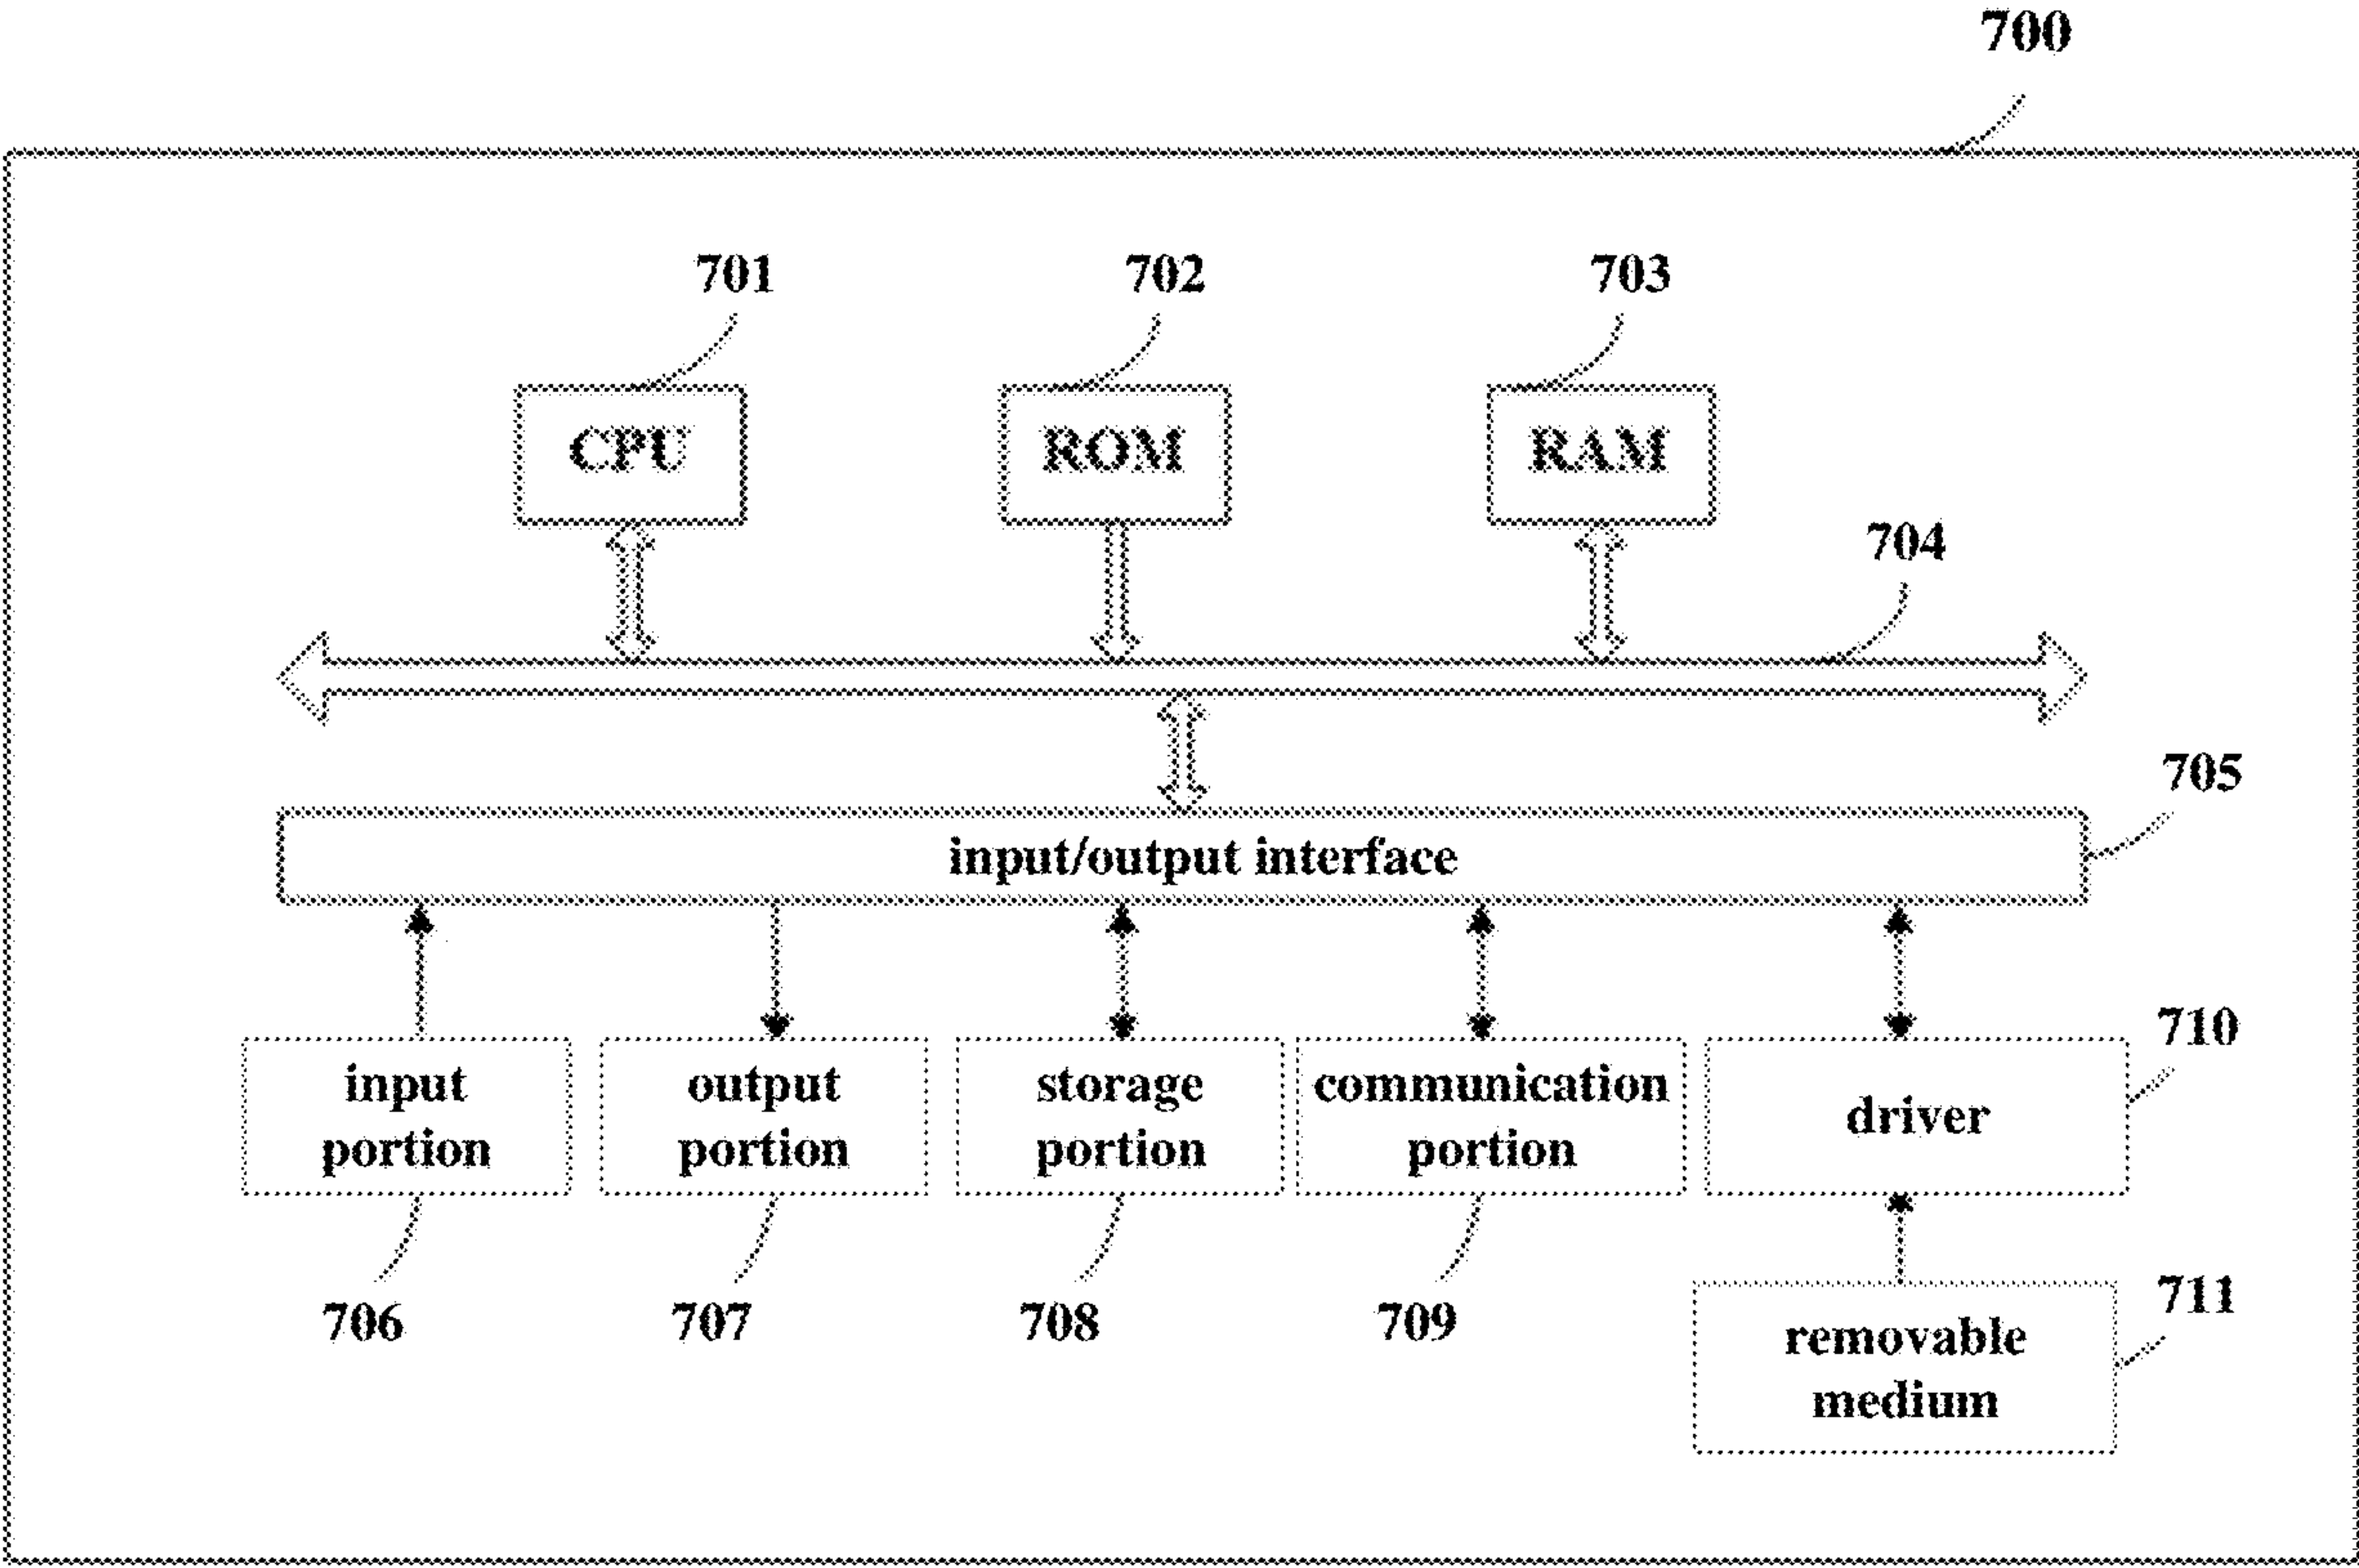 700
701
702
703
CPU
ROM
RAM
704
705
input/output interface
710
input
portion
output
portion
storage
portion
communication
portion
driver
706
707
708
709
711
removable
medium